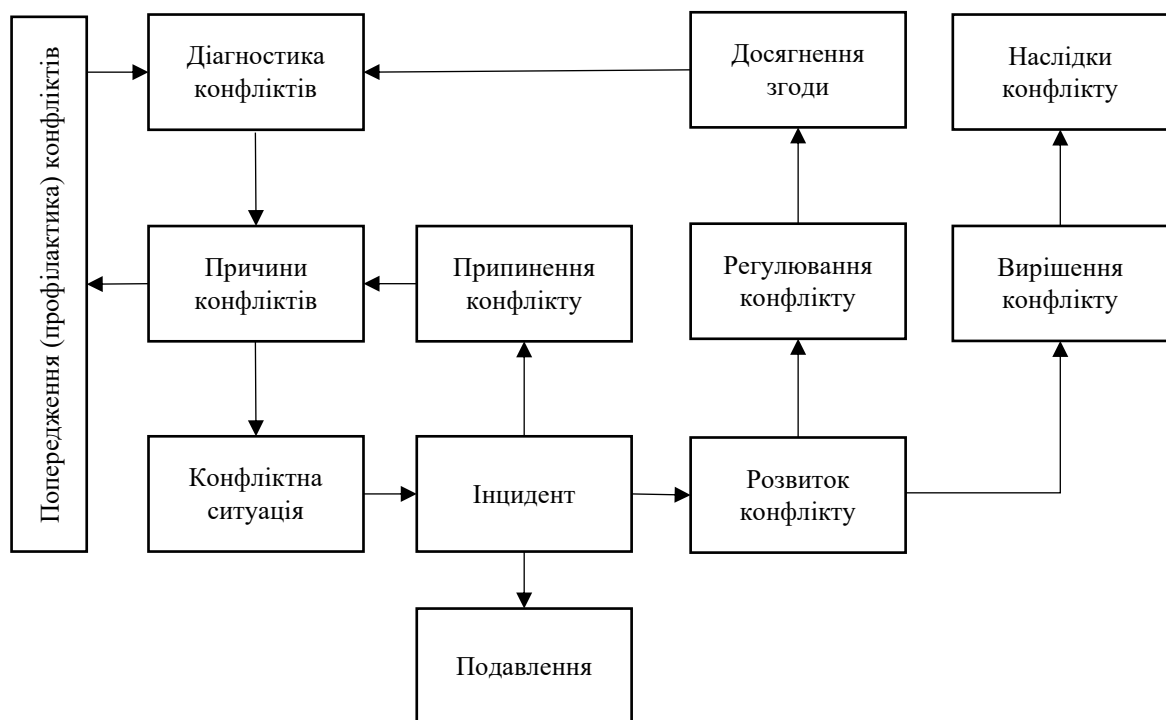 Попередження (профілактика) конфліктів
Діагностика
конфліктів
Досягнення
згоди
Наслідки
конфлікту
Причини
конфліктів
Припинення
конфлікту
Регулювання
конфлікту
Вирішення
конфлікту
Конфліктна
ситуація
Інцидент
Розвиток
конфлікту
Подавлення